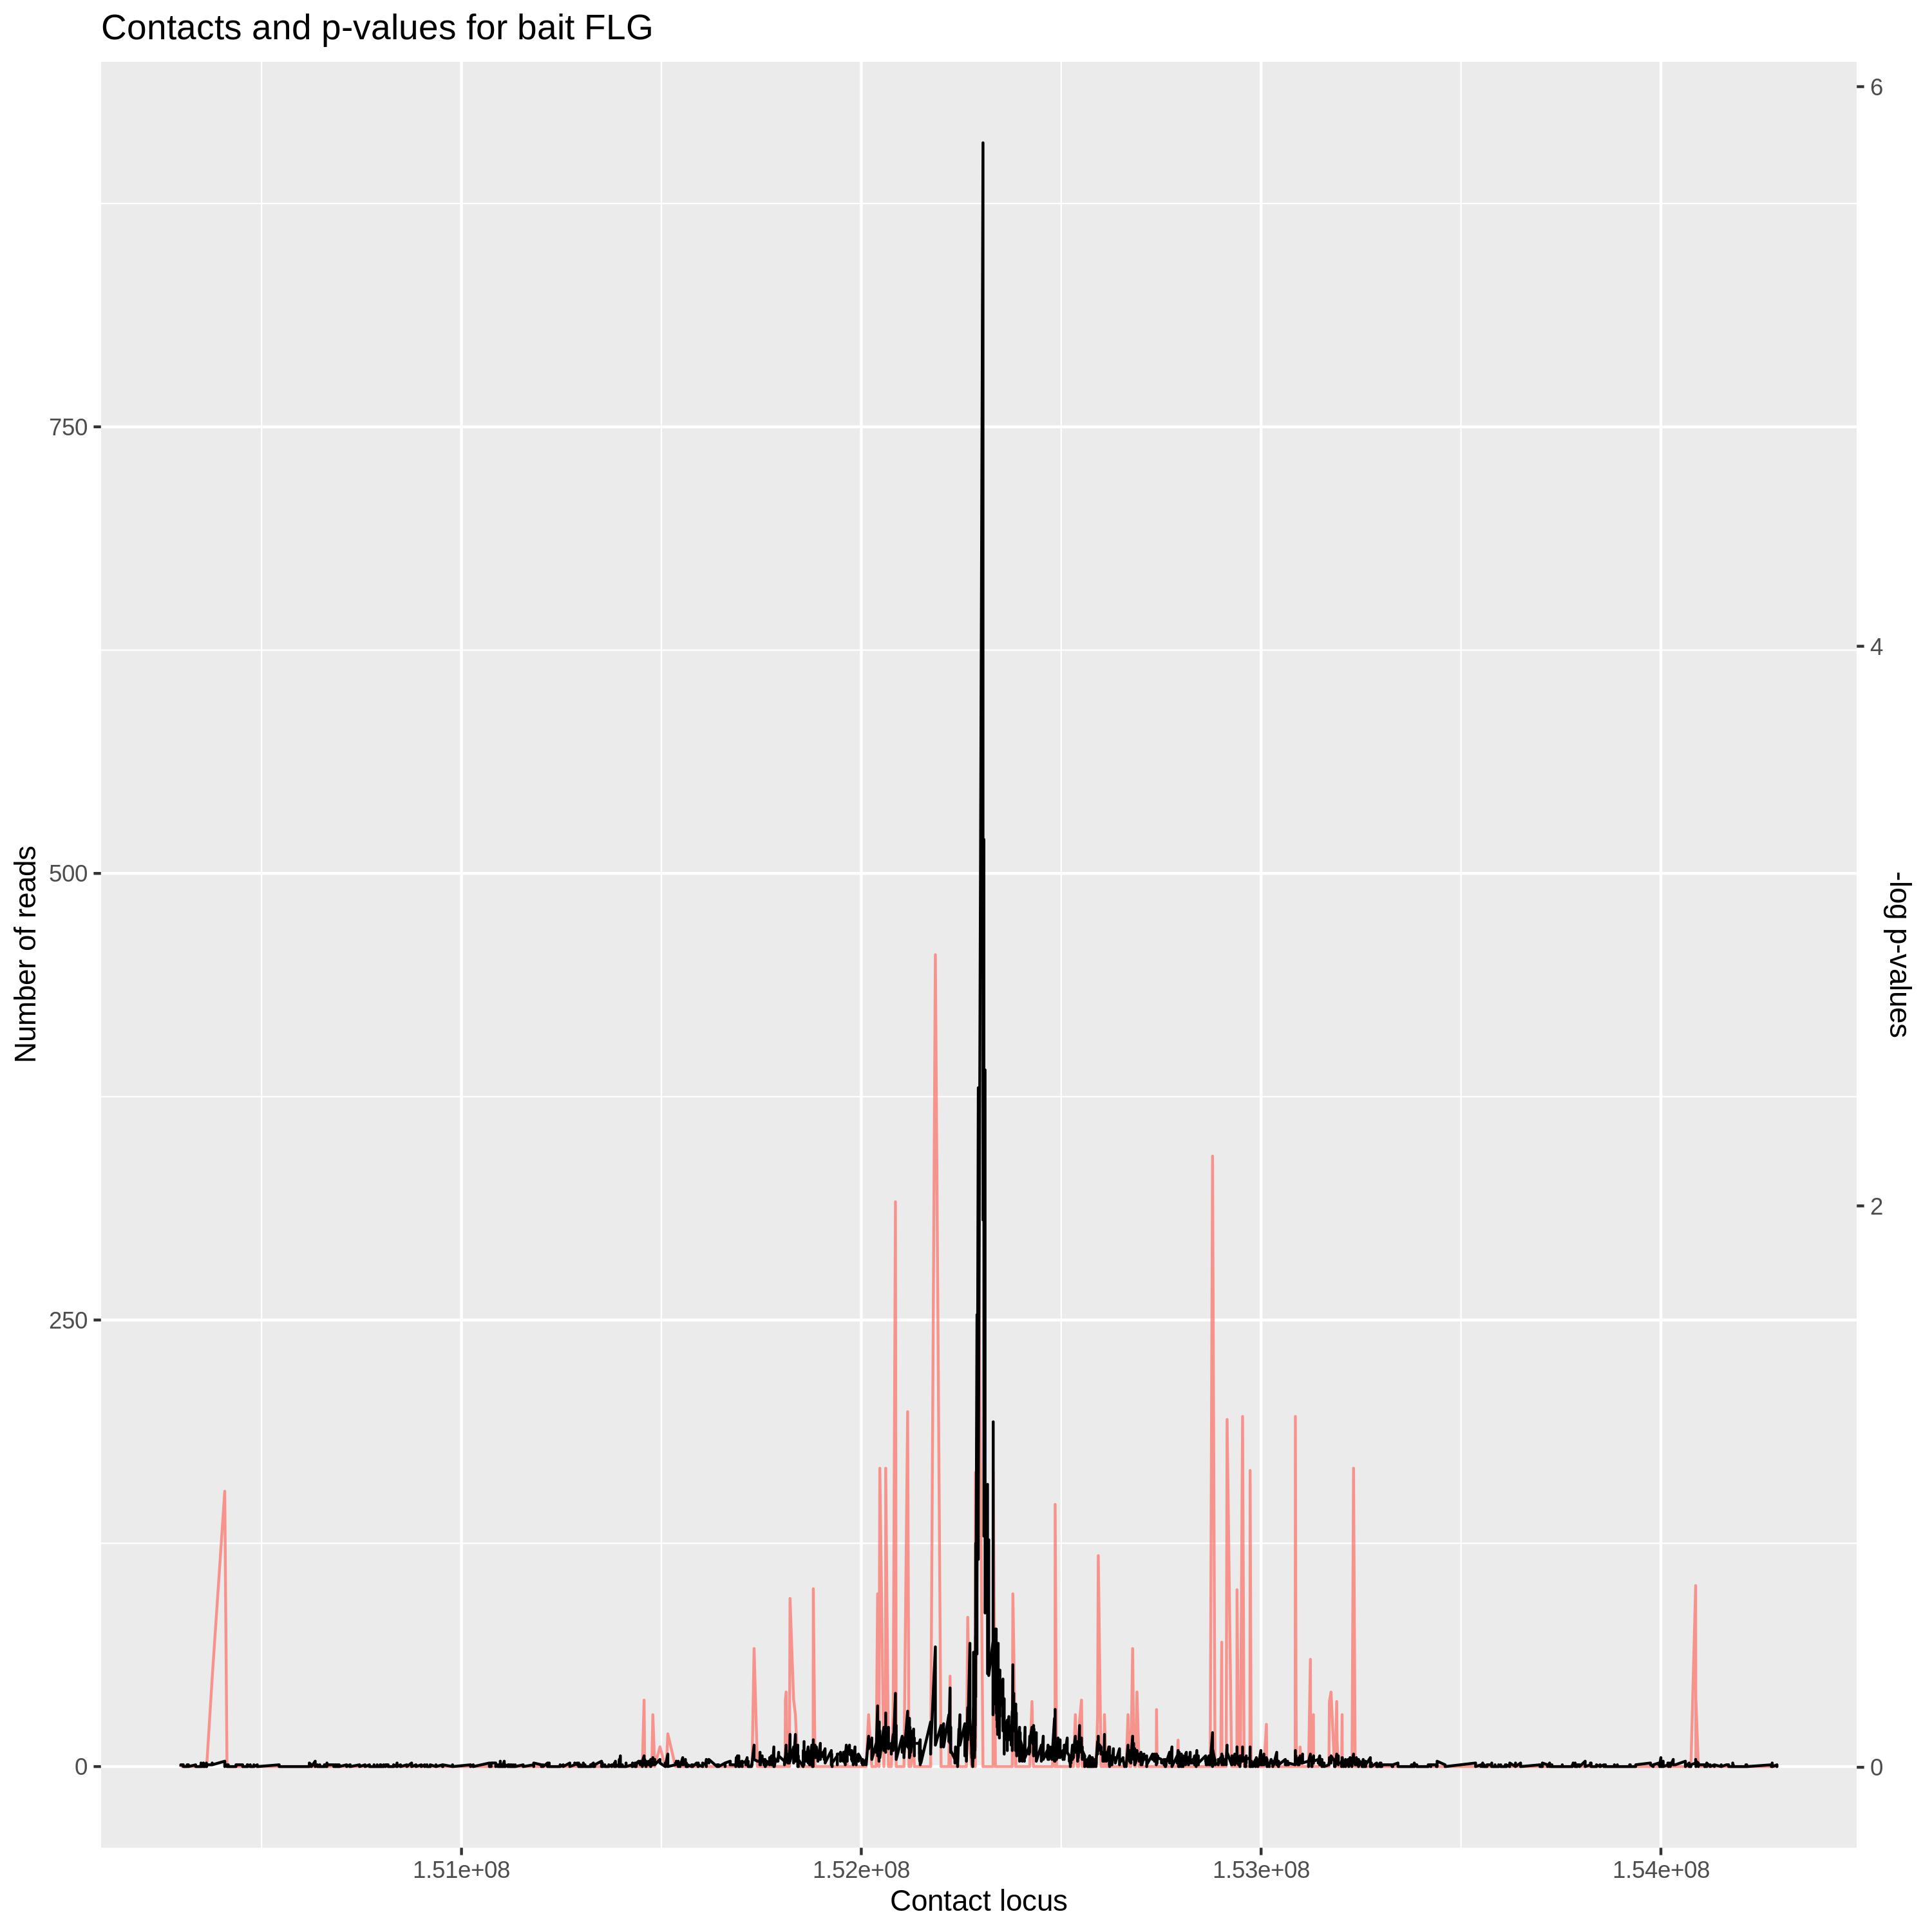 Contacts and p-values for bait FLG
Number of reads
750
500
250
0
6
4
2
0
-log p-values
1.51e+08
1.52e+08
1.53e+08
1.54e+08
Contact locus